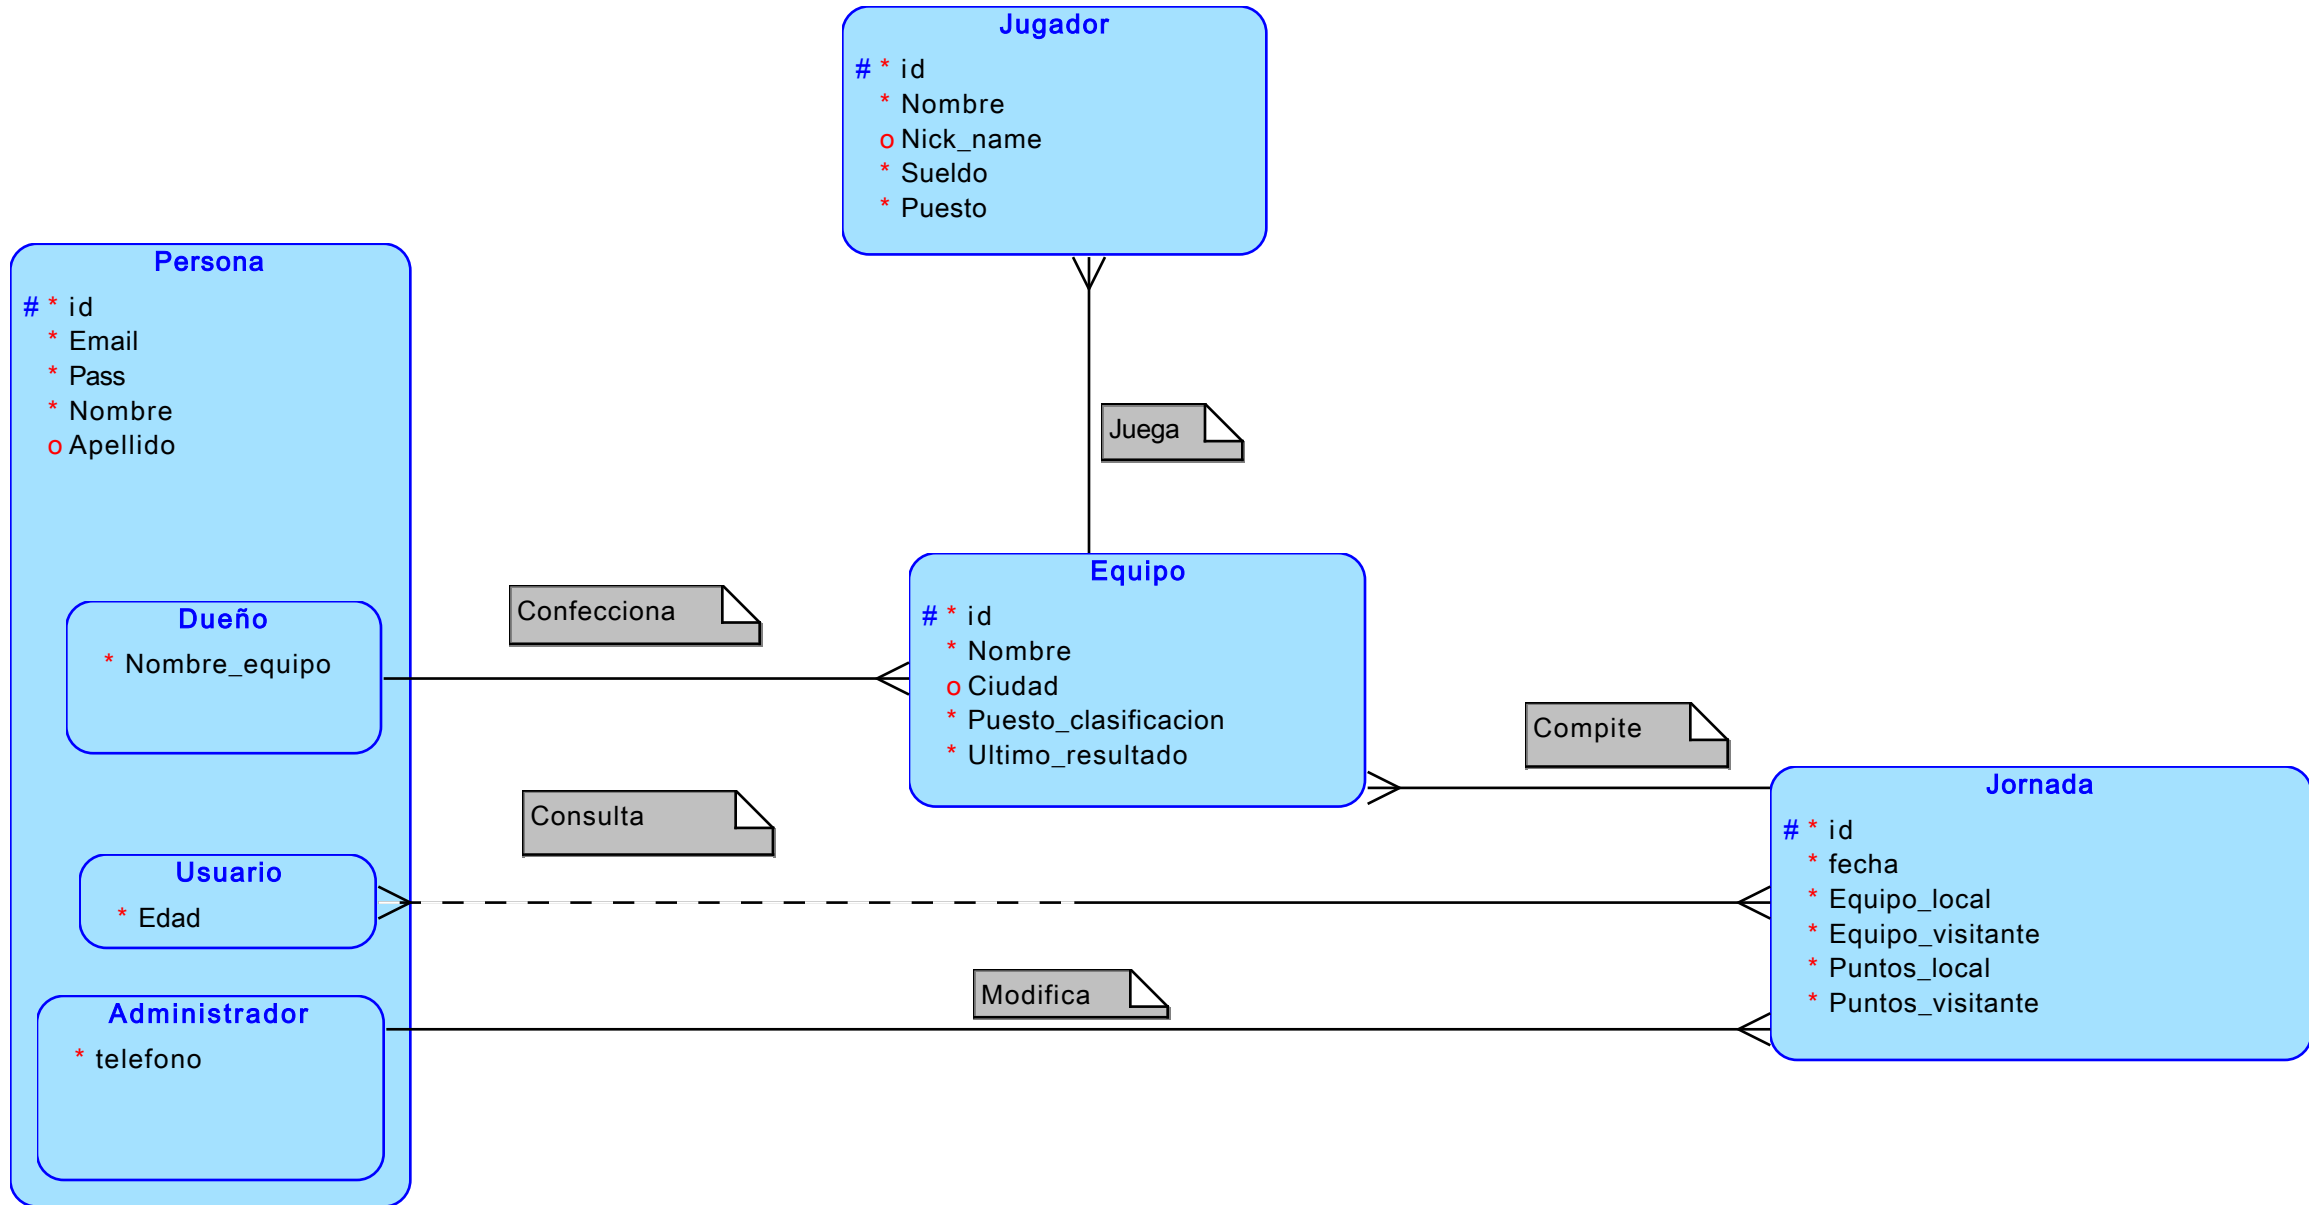 Jugador
# * id
* Nombre
o Nick_name
* Sueldo
* Puesto
Persona
# * id
* Email
* Pass
* Nombre
o Apellido
Juega
Dueño
* Nombre_equipo
Confecciona
Equipo
# * id
* Nombre
o Ciudad
* Puesto_clasificacion
* Ultimo_resultado
Compite
Consulta
Usuario
* Edad
Jornada
# * id
* fecha
* Equipo_local
* Equipo_visitante
* Puntos_local
* Puntos_visitante
Modifica
Administrador
* telefono